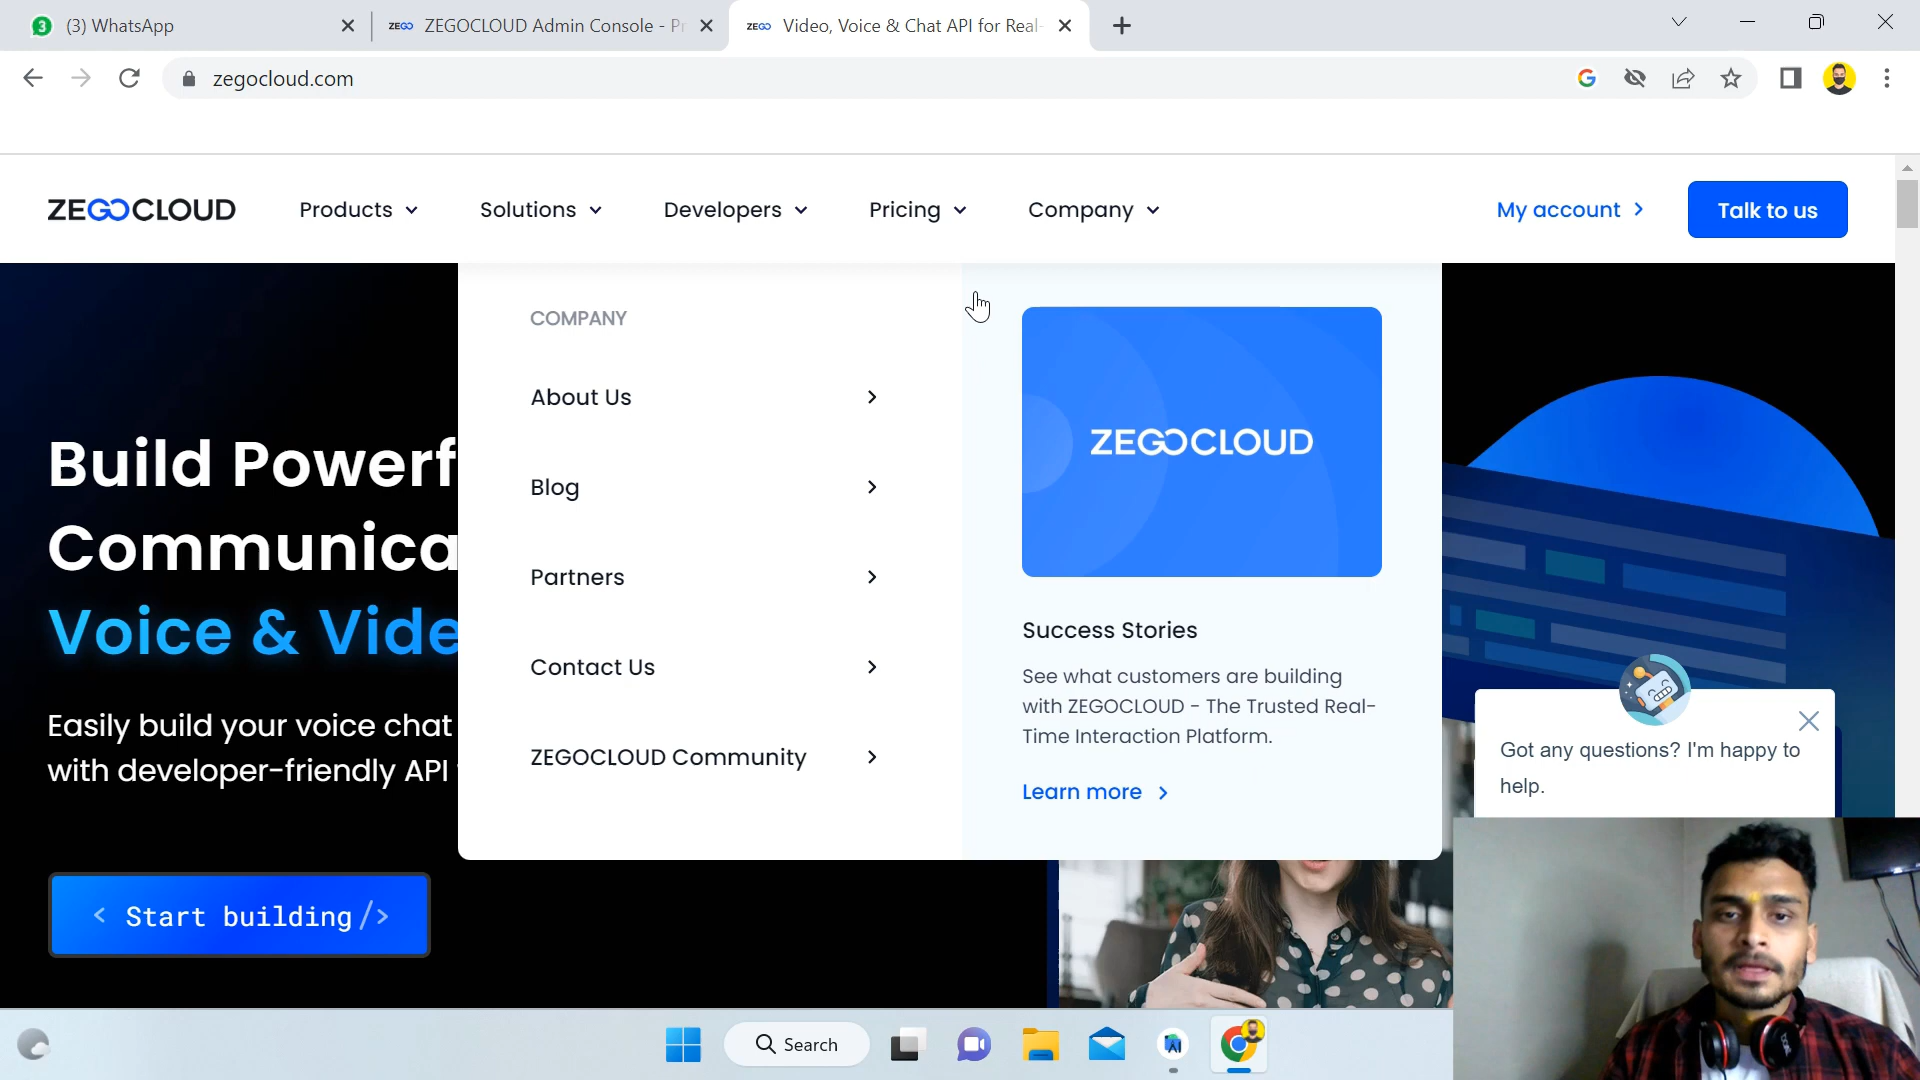 3 (3) WhatsApp
ZEGO ZEGOCLOUD Admin Console - Pr
ZEGO Video, Voice & Chat API for Real-
zegocloud.com
ZEGOCLOUD Products Solutions Developers Pricing Company My account Talk to us
COMPANY
About Us
Blog
Partners
Contact Us
ZEGOCLOUD Community
ZEGOCLOUD
Success Stories
See what customers are building
with ZEGOCLOUD - The Trusted Real-
Time Interaction Platform.
Learn more
Build Powerf
Communica
Voice & Vide
Easily build your voice chat
with developer-friendly API
< Start building />
Got any questions? I'm happy to
help.
Search